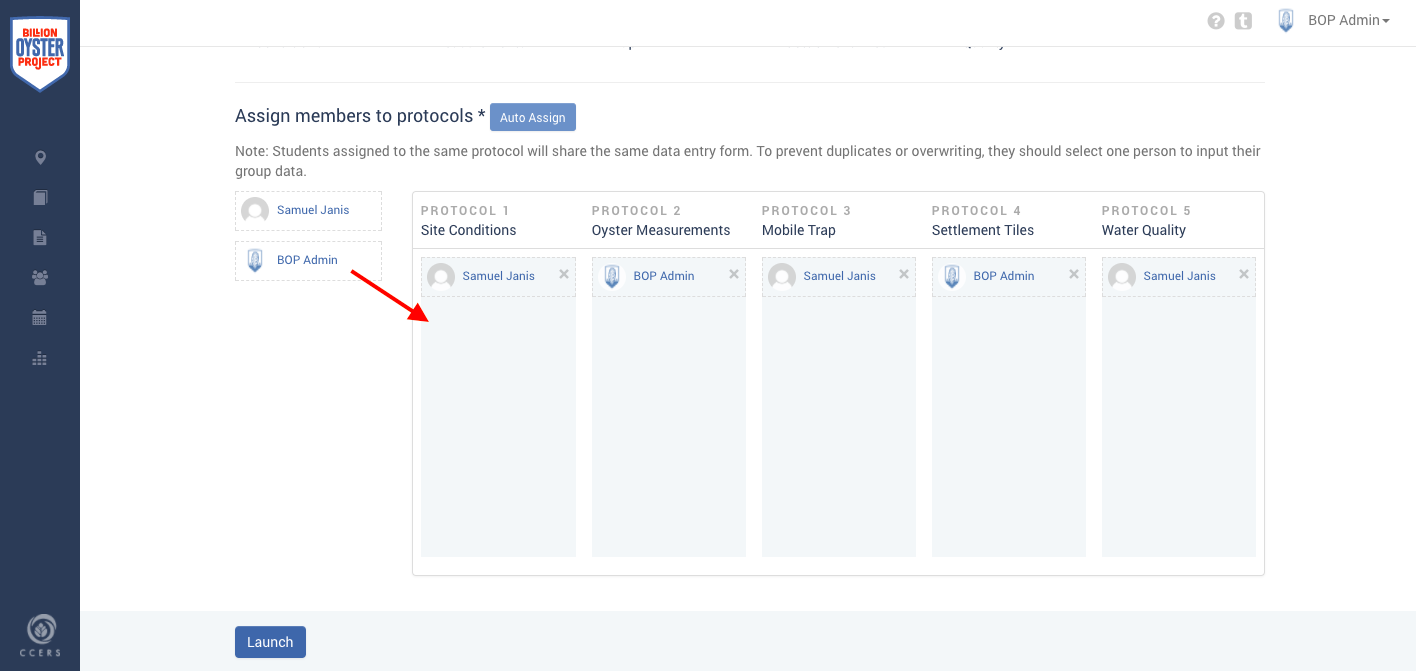 BILLION
OYSTER
PROJECT
BOP Admin
Assign members to protocols * Auto Assign
Note: Students assigned to the same protocol will share the same data entry form. To prevent duplicates or overwriting, they should select one person to input their
group data.
Samuel Janis
BOP Admin
PROTOCOL 1
Site Conditions
Samuel Janis
PROTOCOL 2
Oyster Measurements
BOP Admin
PROTOCOL 3
Mobile Trap
Samuel Janis
PROTOCOL 4
Settlement Tiles
BOP Admin
PROTOCOL 5
Water Quality
Samuel Janis
Launch
CCERS